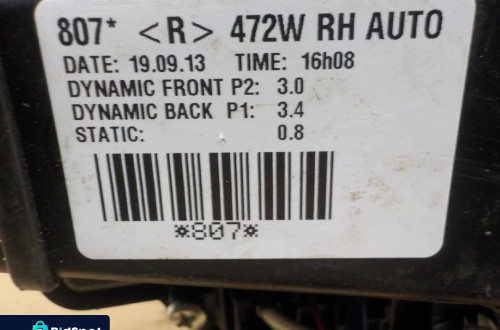 807* <R> 472W RH AUTO
DATE: 19.09.13 TIME: 16h08
DYNAMIC FRONT P2: 3.0
DYNAMIC BACK P1: 3.4
STATIC: 0.8
*807*